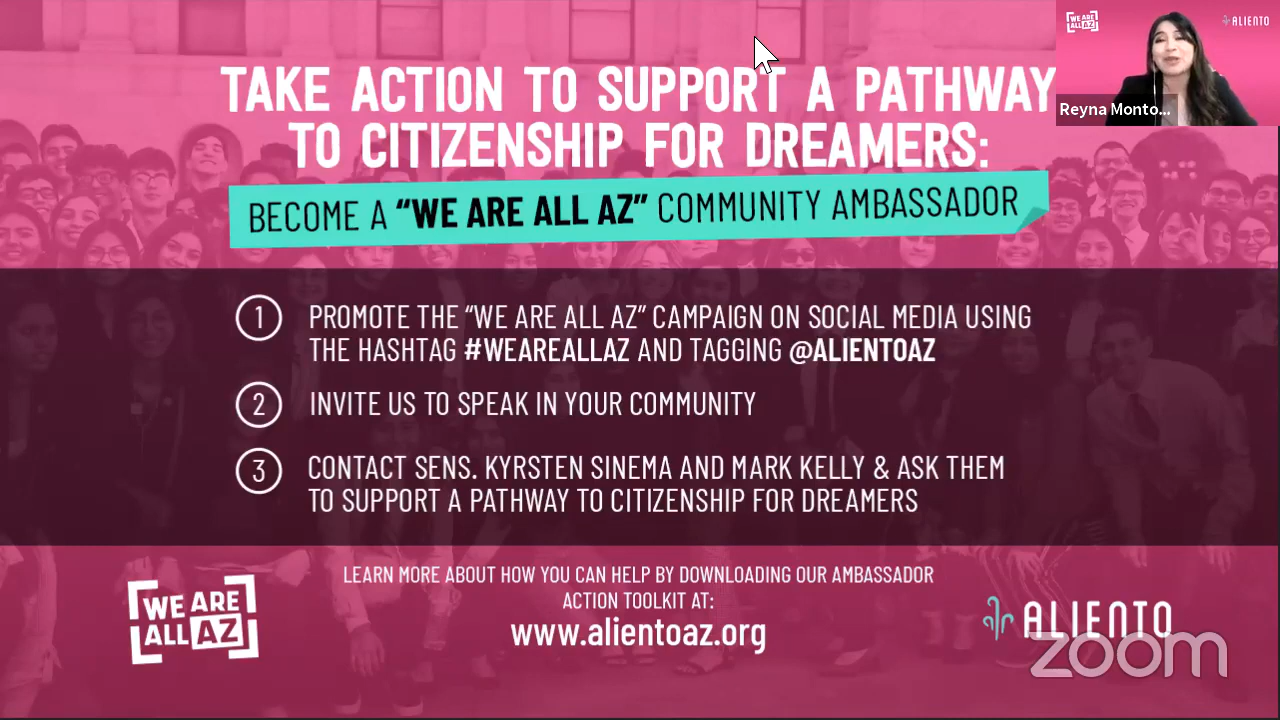 TAKE ACTION TO SUPPORT A PATHWAY
TO CITIZENSHIP FOR DREAMERS:
BECOME A “WE ARE ALL AZ” COMMUNITY AMBASSADOR
WE ARE
ALL AZ
ALIENTO
Reyna Monto...
1 PROMOTE THE “WE ARE ALL AZ” CAMPAIGN ON SOCIAL MEDIA USING
THE HASHTAG #WEAREALLAZ AND TAGGING @ALIENTOAZ
2 INVITE US TO SPEAK IN YOUR COMMUNITY
3 CONTACT SENS. KYRSTEN SINEMA AND MARK KELLY & ASK THEM
TO SUPPORT A PATHWAY TO CITIZENSHIP FOR DREAMERS
LEARN MORE ABOUT HOW YOU CAN HELP BY DOWNLOADING OUR AMBASSADOR
ACTION TOOLKIT AT:
www.alientoaz.org
WE ARE
ALL AZ
ALIENTO
zoom